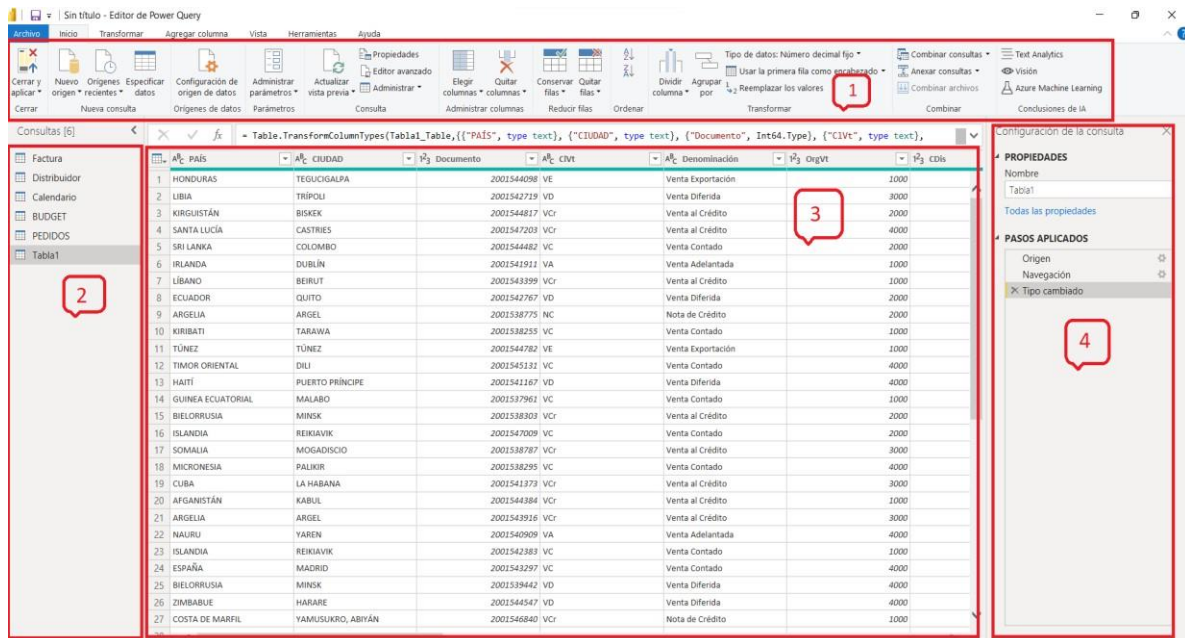 Sin título - Editor de Power Query
Archivo Inicio Transformar Agregar columna Vista Herramientas Ayuda
Cerrar y aplicar
Nuevo origen
Orígenes recientes
Especificar datos
Configuración de origen de datos
Administrar parámetros
Actualizar vista previa
Propiedades
Editor avanzado
Administrar
Elegir columnas
Quitar columnas
Conservar filas
Quitar filas
Dividir columna
Agrupar por
Tipo de datos: Número decimal fijo
Usar la primera fila como encabezado
Reemplazar los valores
1
Combinar consultas
Anexar consultas
Combinar archivos
Text Analytics
Visión
Azure Machine Learning
Cerrar Nueva consulta Orígenes de datos Parámetros Consulta Administrar columnas Reducir filas Ordenar Transformar Combinar Conclusiones de IA
Consultas [6]
Factura
Distribuidor
Calendario
BUDGET
PEDIDOS
Tabla1
2
fx = Table.TransformColumnTypes(Tabla1_Table,{{"PAÍS", type text}, {"CIUDAD", type text}, {"Documento", Int64.Type}, {"ClVt", type text},
ABC PAÍS ABC CIUDAD 123 Documento ABC ClVt ABC Denominación 123 OrgVt 123 CDis
1 HONDURAS TEGUCIGALPA 2001544098 VE Venta Exportación 1000
2 LIBIA TRÍPOLI 2001542719 VD Venta Diferida 3000
3 KIRGUISTÁN BISKEK 2001544817 VCr Venta al Crédito 2000
4 SANTA LUCÍA CASTRIES 2001547203 VCr Venta al Crédito 4000
5 SRI LANKA COLOMBO 2001544482 VC Venta Contado 2000
6 IRLANDA DUBLÍN 2001541911 VA Venta Adelantada 1000
7 LÍBANO BEIRUT 2001543399 VCr Venta al Crédito 1000
8 ECUADOR QUITO 2001542767 VD Venta Diferida 2000
9 ARGELIA ARGEL 2001538775 NC Nota de Crédito 2000
10 KIRIBATI TARAWA 2001538255 VC Venta Contado 1000
11 TÚNEZ TÚNEZ 2001544782 VE Venta Exportación 1000
12 TIMOR ORIENTAL DILI 2001545131 VC Venta Contado 4000
13 HAITÍ PUERTO PRÍNCIPE 2001541167 VD Venta Diferida 4000
14 GUINEA ECUATORIAL MALABO 2001537961 VC Venta Contado 1000
15 BIELORRUSIA MINSK 2001538303 VCr Venta al Crédito 2000
16 ISLANDIA REIKIAVIK 2001547009 VC Venta Contado 2000
17 SOMALIA MOGADISCIO 2001538787 VCr Venta al Crédito 3000
18 MICRONESIA PALIKIR 2001538295 VC Venta Contado 4000
19 CUBA LA HABANA 2001541373 VCr Venta al Crédito 3000
20 AFGANISTÁN KABUL 2001544384 VCr Venta al Crédito 1000
21 ARGELIA ARGEL 2001543916 VCr Venta al Crédito 3000
22 NAURU YAREN 2001540909 VA Venta Adelantada 4000
23 ISLANDIA REIKIAVIK 2001542383 VC Venta Contado 1000
24 ESPAÑA MADRID 2001543297 VC Venta Contado 4000
25 BIELORRUSIA MINSK 2001539442 VD Venta Diferida 4000
26 ZIMBABUE HARARE 2001544547 VD Venta Diferida 4000
27 COSTA DE MARFIL YAMUSUKRO, ABIYÁN 2001546840 VCr Nota de Crédito 1000
3
Configuración de la consulta
PROPIEDADES
Nombre
Tabla1
Todas las propiedades
PASOS APLICADOS
Origen
Navegación
Tipo cambiado
4